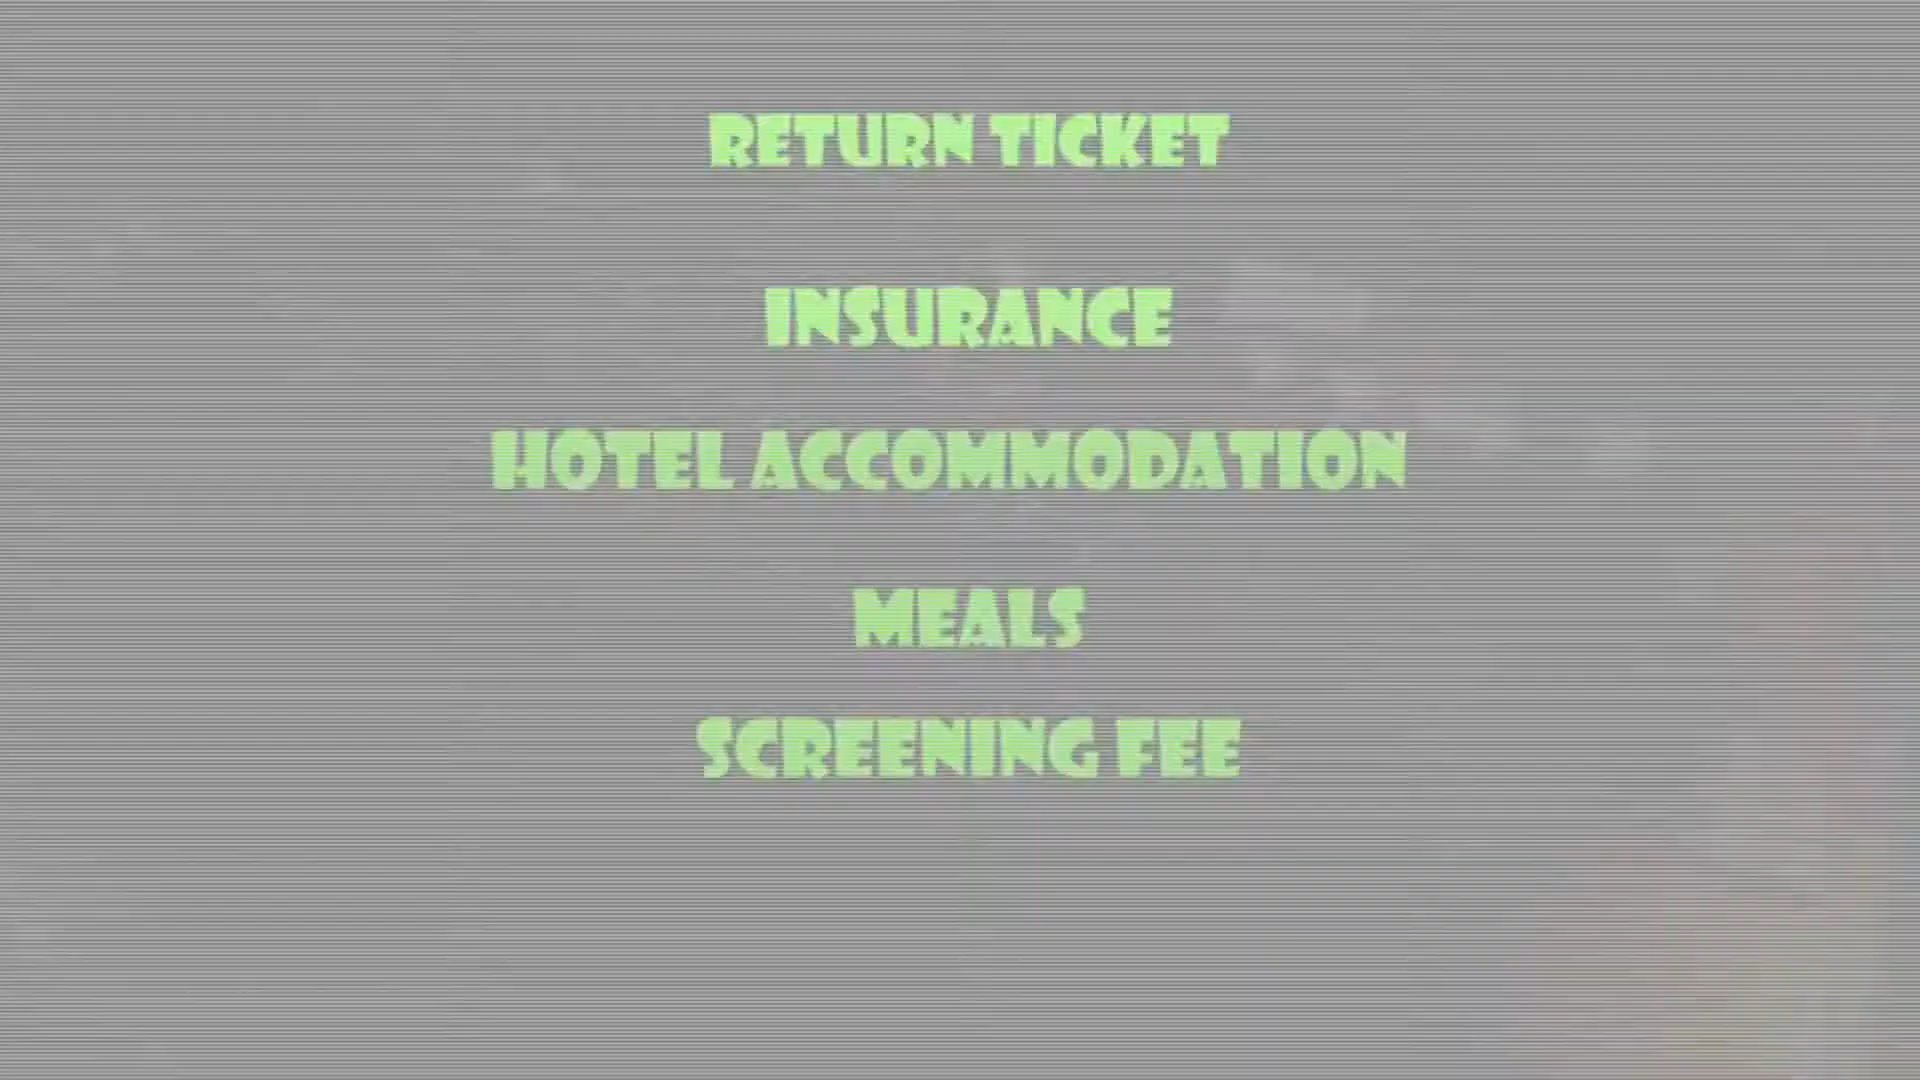 RETURN TICKET
INSURANCE
HOTEL ACCOMMODATION
MEALS
SCREENING FEE